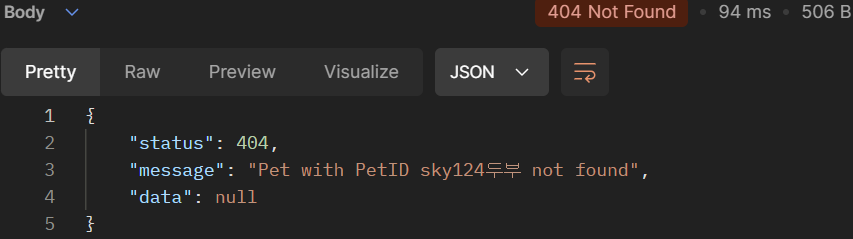 Body 404 Not Found • 94 ms • 506 B
Pretty Raw Preview Visualize JSON
1 {
2 "status": 404,
3 "message": "Pet with PetID sky124두부 not found",
4 "data": null
5 }